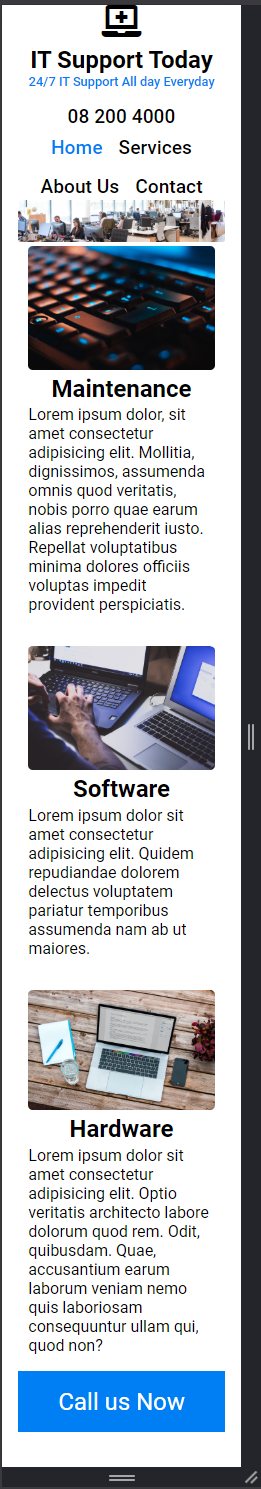 IT Support Today
24/7 IT Support All day Everyday
08 200 4000
Home Services
About Us Contact
Maintenance
Lorem ipsum dolor, sit
amet consectetur
adipisicing elit. Mollitia,
dignissimos, assumenda
omnis quod veritatis,
nobis porro quae earum
alias reprehenderit iusto.
Repellat voluptatibus
minima dolores officiis
voluptas impedit
provident perspiciatis.
Software
Lorem ipsum dolor sit
amet consectetur
adipisicing elit. Quidem
repudiandae dolorem
delectus voluptatem
pariatur temporibus
assumenda nam ab ut
maiores.
Hardware
Lorem ipsum dolor sit
amet consectetur
adipisicing elit. Optio
veritatis architecto labore
dolorum quod rem. Odit,
quibusdam. Quae,
accusantium earum
laborum veniam nemo
quis laboriosam
consequuntur ullam qui,
quod non?
Call us Now